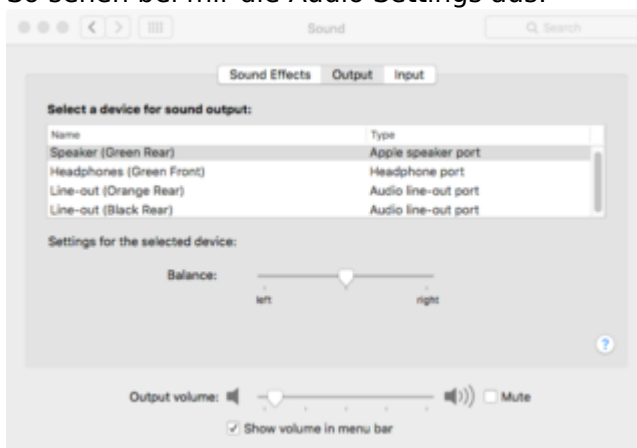 So sehen bei mir die Audio Settings aus:
Sound
Search
Sound Effects Output Input
Select a device for sound output:
Name Type
Speaker (Green Rear) Apple speaker port
Headphones (Green Front) Headphone port
Line-out (Orange Rear) Audio line-out port
Line-out (Black Rear) Audio line-out port
Settings for the selected device:
Balance:
left right
?
Output volume: Mute
Show volume in menu bar